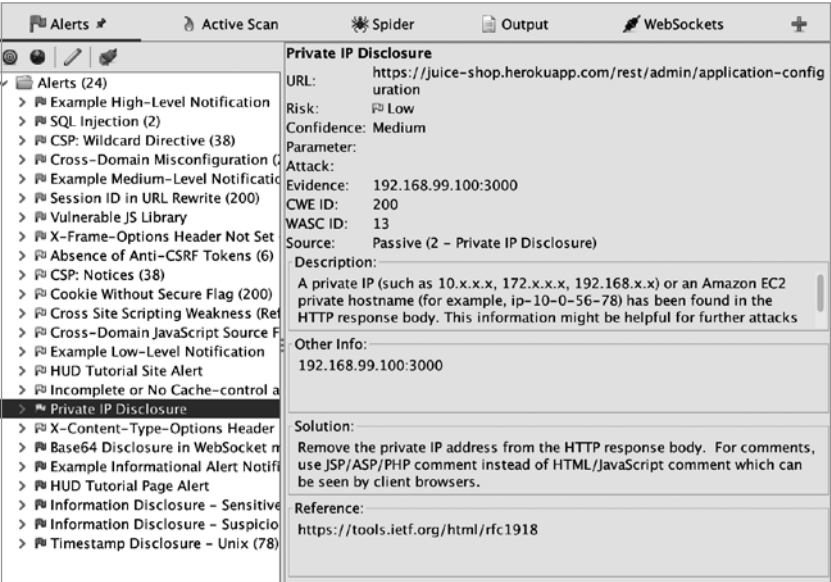 Alerts
Active Scan
Spider
Output
WebSockets
Alerts (24)
Example High-Level Notification
SQL Injection (2)
CSP: Wildcard Directive (38)
Cross-Domain Misconfiguration (
Example Medium-Level Notificatio
Session ID in URL Rewrite (200)
Vulnerable JS Library
X-Frame-Options Header Not Set
Absence of Anti-CSRF Tokens (6)
CSP: Notices (38)
Cookie Without Secure Flag (200)
Cross Site Scripting Weakness (Ref
Cross-Domain JavaScript Source F
Example Low-Level Notification
HUD Tutorial Site Alert
Incomplete or No Cache-control a
Private IP Disclosure
X-Content-Type-Options Header
Base64 Disclosure in WebSocket m
Example Informational Alert Notifi
HUD Tutorial Page Alert
Information Disclosure - Sensitive
Information Disclosure - Suspicio
Timestamp Disclosure - Unix (78)
Private IP Disclosure
URL: https://juice-shop.herokuapp.com/rest/admin/application-config
uration
Risk: Low
Confidence: Medium
Parameter:
Attack:
Evidence: 192.168.99.100:3000
CWE ID: 200
WASC ID: 13
Source: Passive (2 - Private IP Disclosure)
Description:
A private IP (such as 10.x.x.x, 172.x.x.x, 192.168.x.x) or an Amazon EC2
private hostname (for example, ip-10-0-56-78) has been found in the
HTTP response body. This information might be helpful for further attacks
Other Info:
192.168.99.100:3000
Solution:
Remove the private IP address from the HTTP response body. For comments,
use JSP/ASP/PHP comment instead of HTML/JavaScript comment which can
be seen by client browsers.
Reference:
https://tools.ietf.org/html/rfc1918